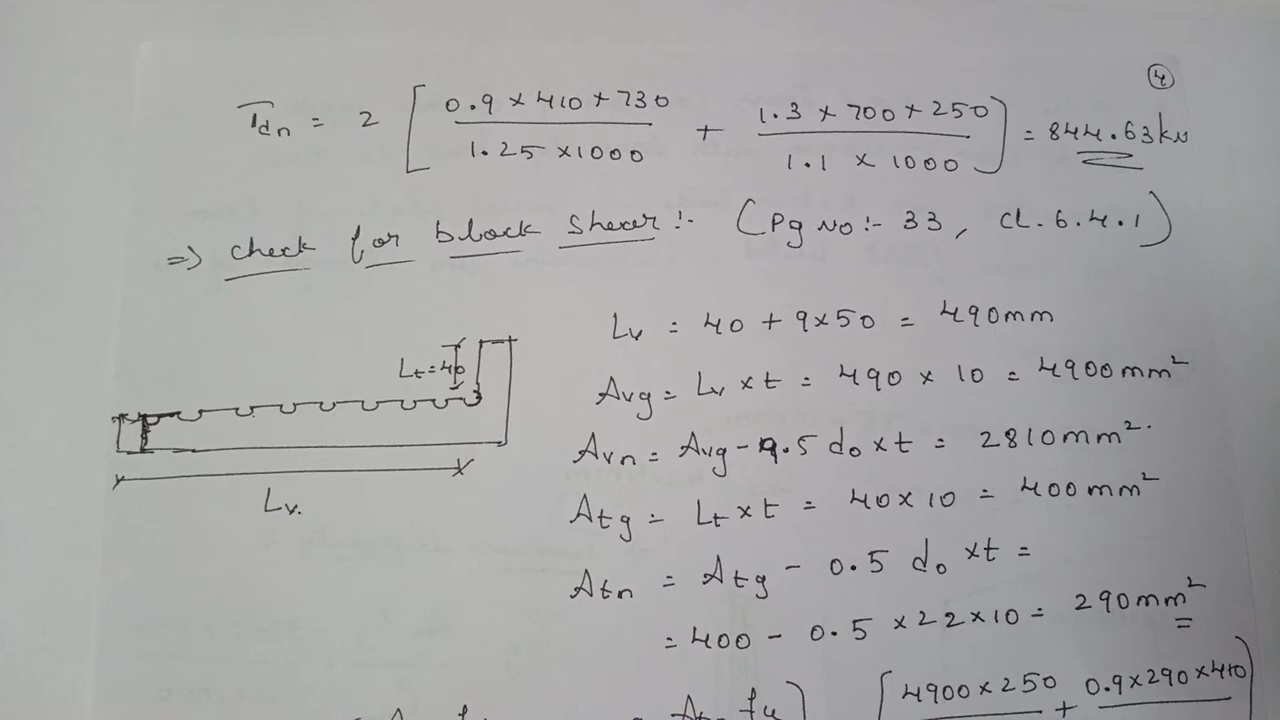 4
Tdn = 2 [ 0.9 × 410 × 730 / 1.25 × 1000 + 1.3 × 700 × 250 / 1.1 × 1000 ] = 844.63 kN
=> Check for block Shear :- (Pg No :- 33, cl. 6.4.1)
Lv = 40 + 9×50 = 490mm
Lt = 40
Avg = Lv × t = 490 × 10 = 4900 mm²
Avn = Avg - 9.5 do × t = 2810 mm².
Lv.
Atg = Lt × t = 40 × 10 = 400 mm²
Atn = Atg - 0.5 do × t =
= 400 - 0.5 × 22 × 10 = 290 mm²
[ 4900 × 250 + 0.9 × 290 × 410